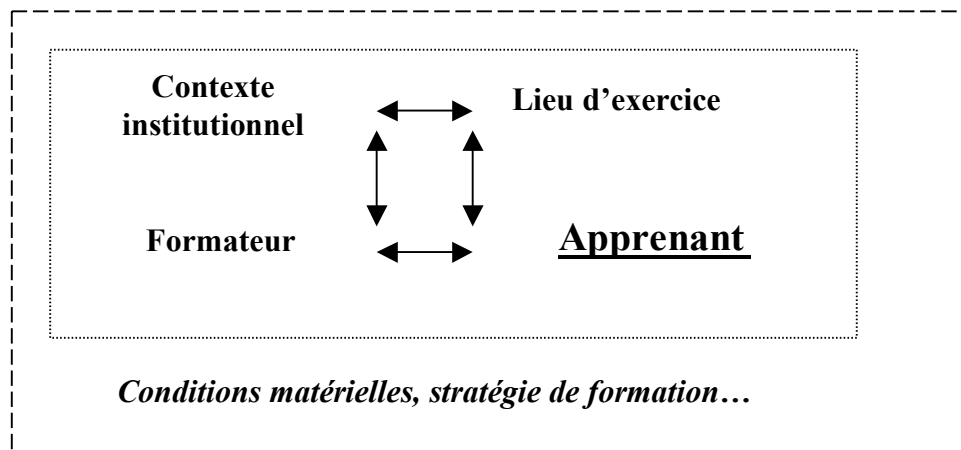 Contexte
institutionnel
Lieu d’exercice
Formateur
Apprenant
Conditions matérielles, stratégie de formation…